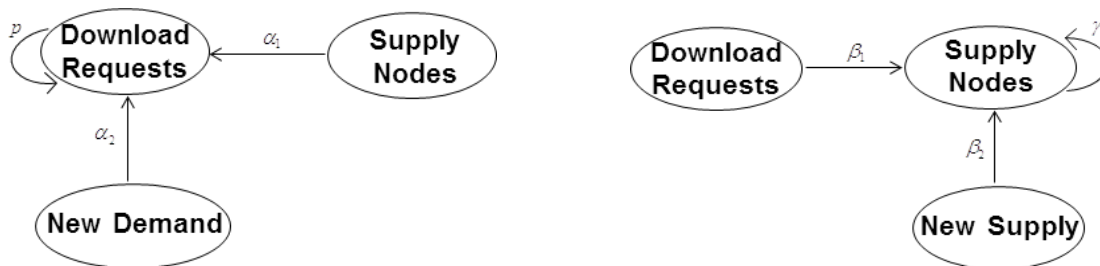 p
Download
Requests
α₁
Supply
Nodes
α₂
New Demand
Download
Requests
β₁
Supply
Nodes
γ
β₂
New Supply